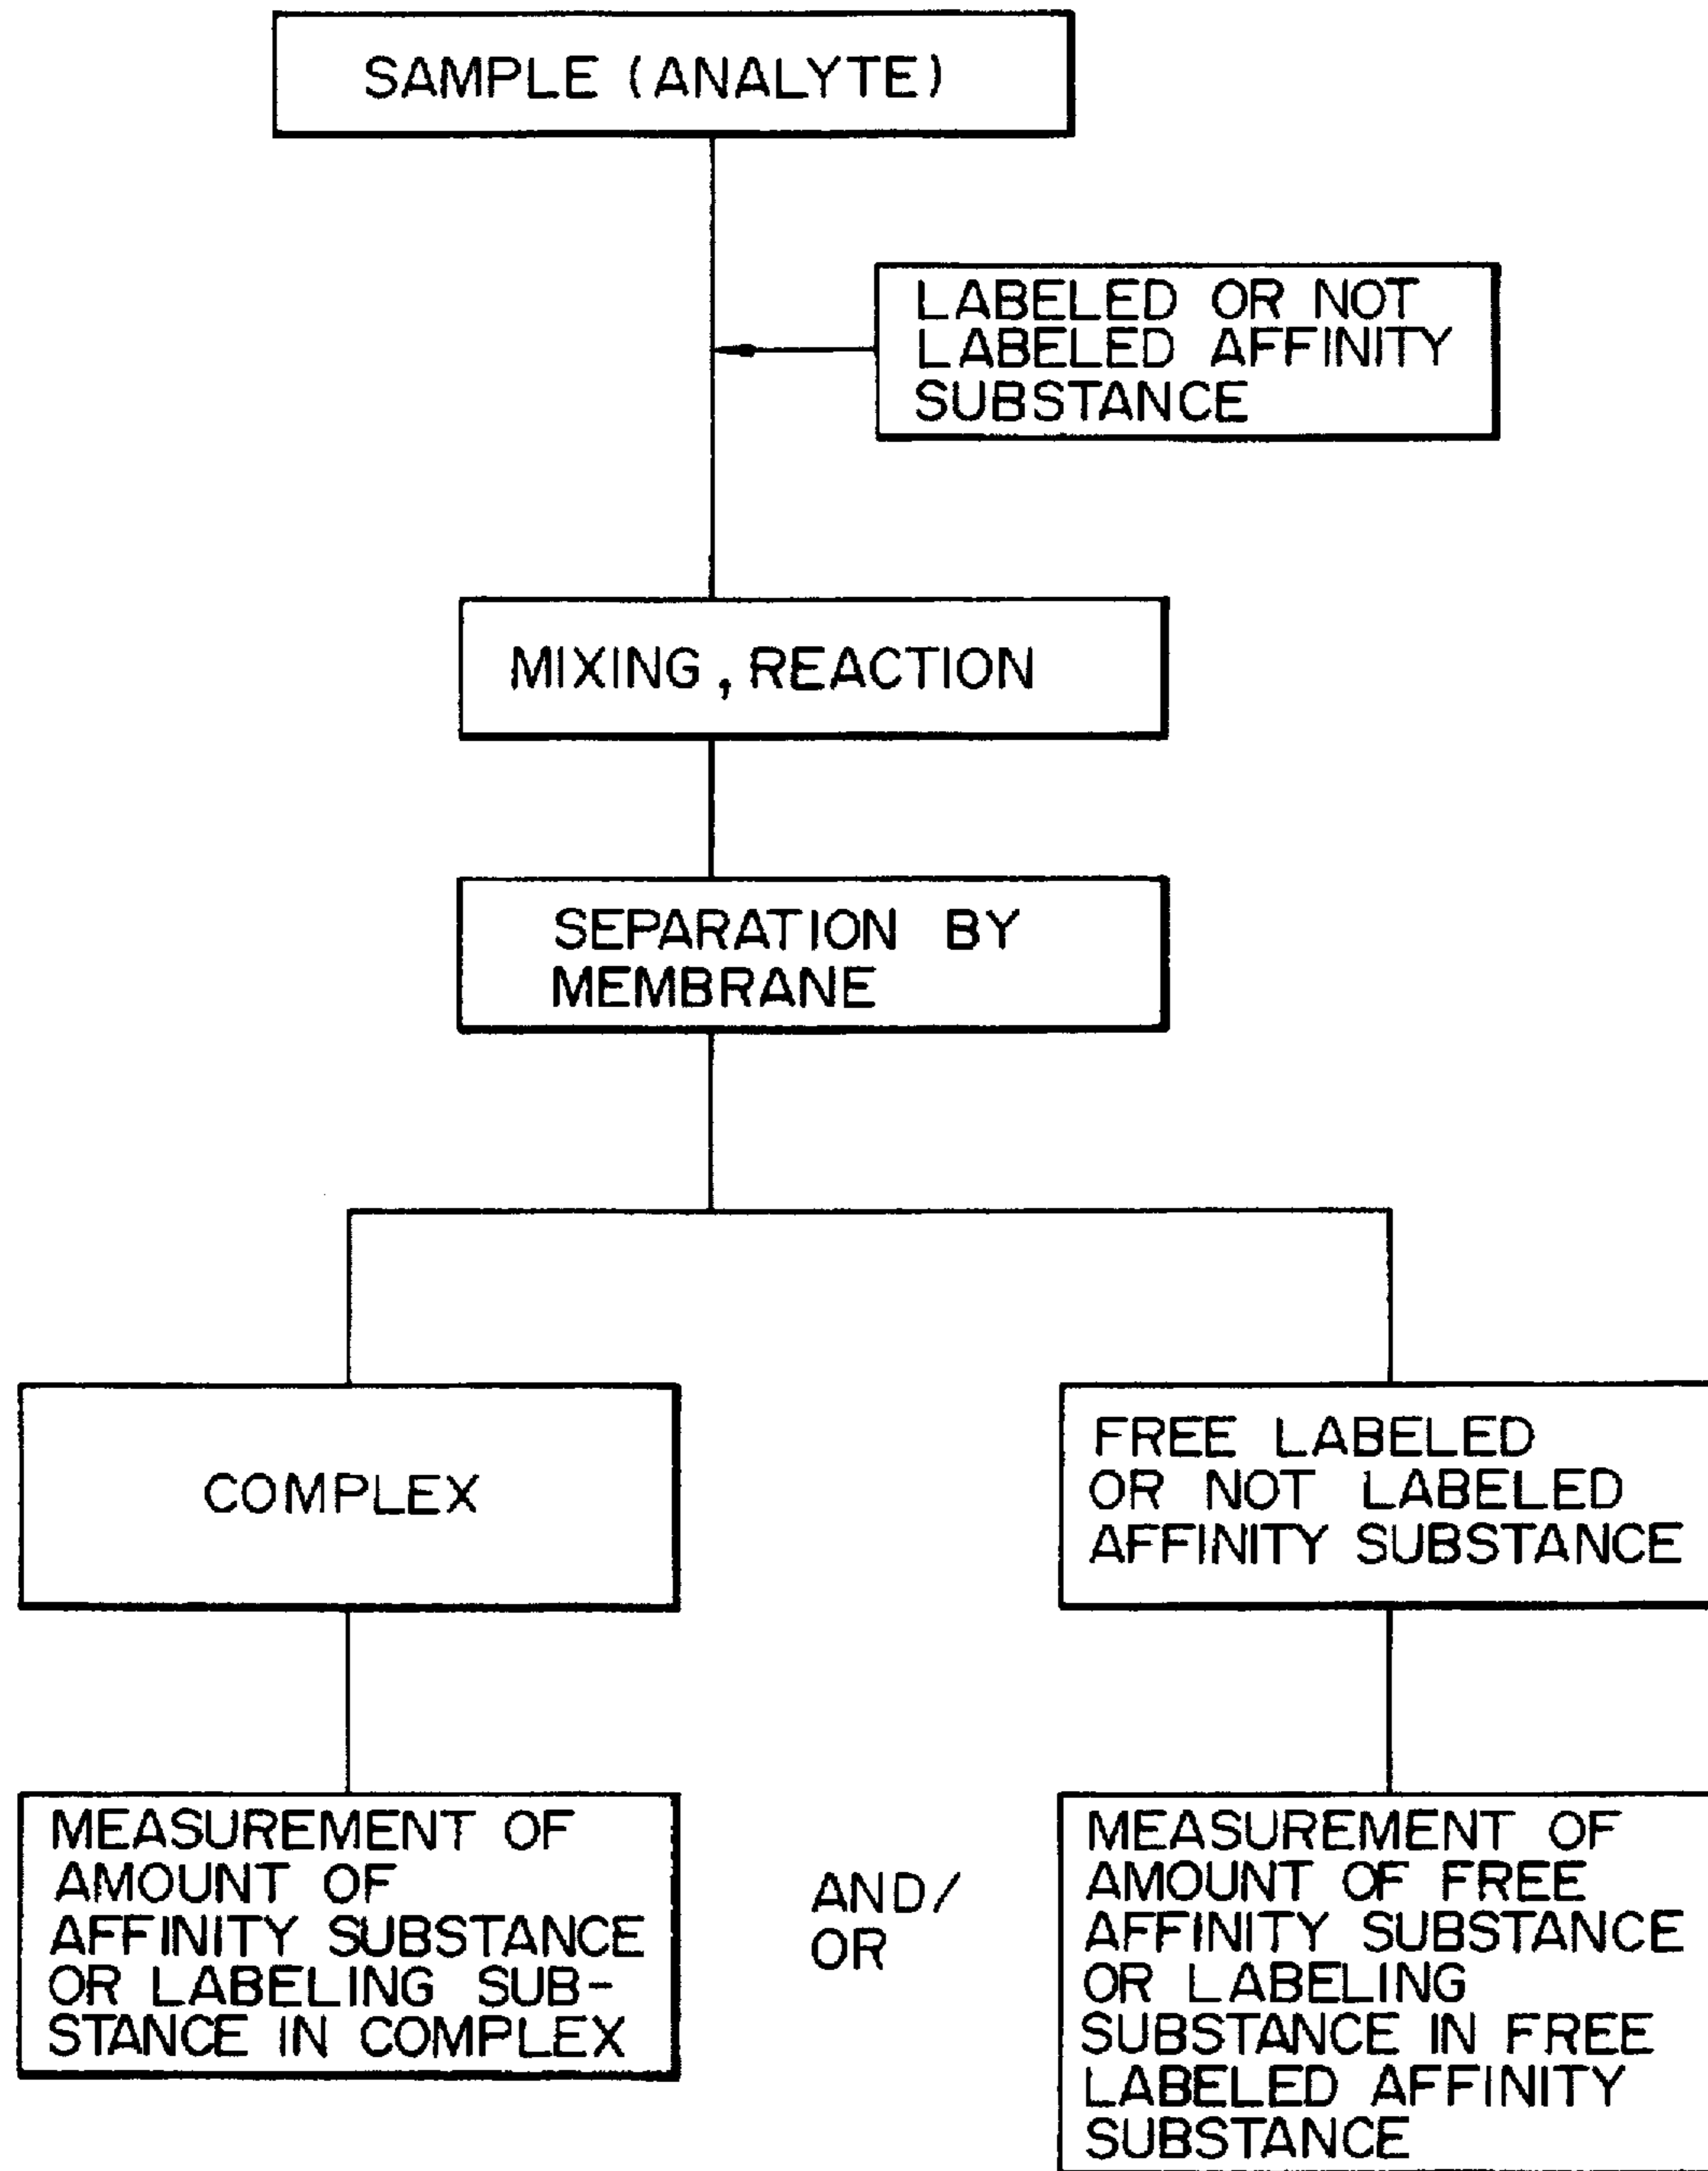 SAMPLE (ANALYTE)
LABELED OR NOT
LABELED AFFINITY
SUBSTANCE
MIXING, REACTION
SEPARATION BY
MEMBRANE
COMPLEX
FREE LABELED
OR NOT LABELED
AFFINITY SUBSTANCE
MEASUREMENT OF
AMOUNT OF
AFFINITY SUBSTANCE
OR LABELING SUB-
STANCE IN COMPLEX
AND/
OR
MEASUREMENT OF
AMOUNT OF FREE
AFFINITY SUBSTANCE
OR LABELING
SUBSTANCE IN FREE
LABELED AFFINITY
SUBSTANCE